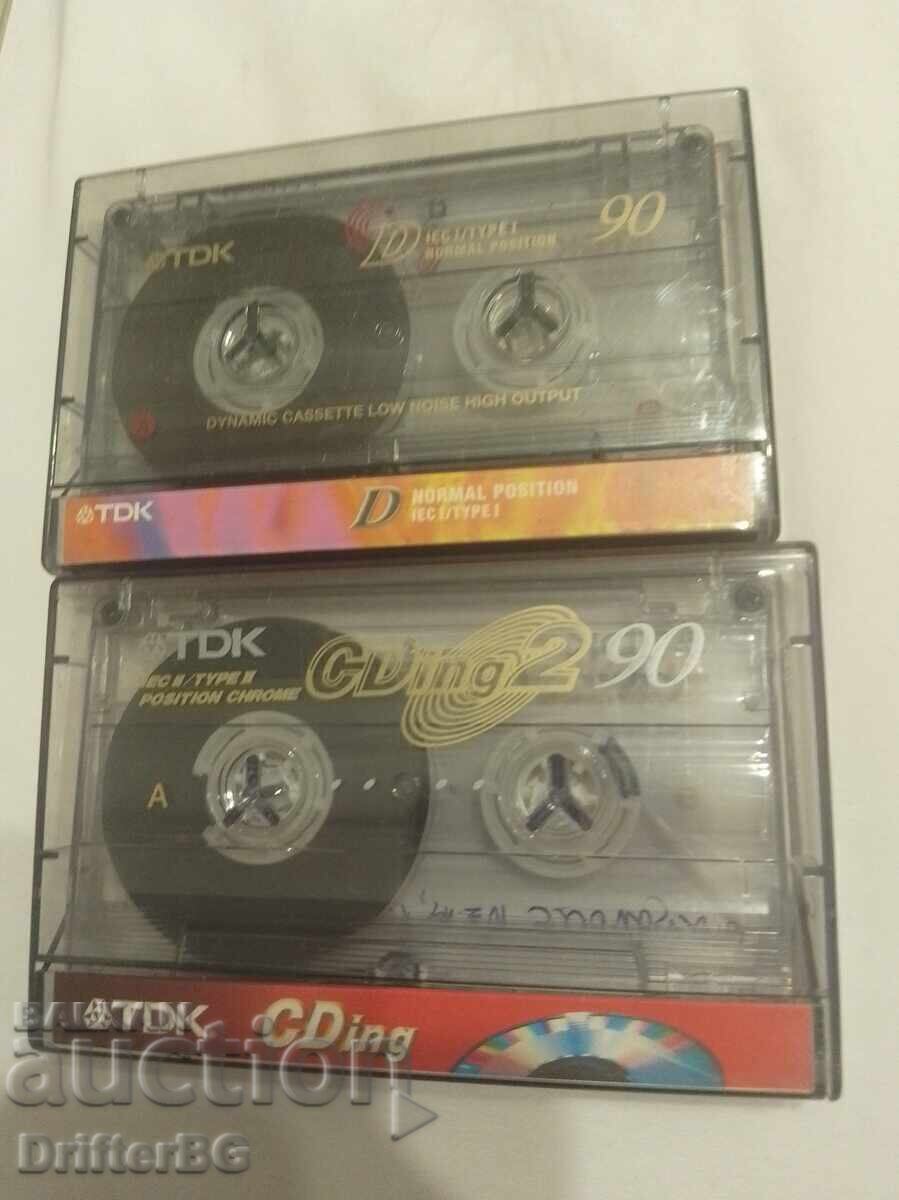 TDK
D
B
IEC I/TYPE I
NORMAL POSITION
90
A
DYNAMIC CASSETTE LOW NOISE HIGH OUTPUT
TDK
D
NORMAL POSITION
IEC I/TYPE I
TDK
IEC II/TYPE II
POSITION CHROME
CDing2
90
A
TDK
CDing
auction
DrifterBG